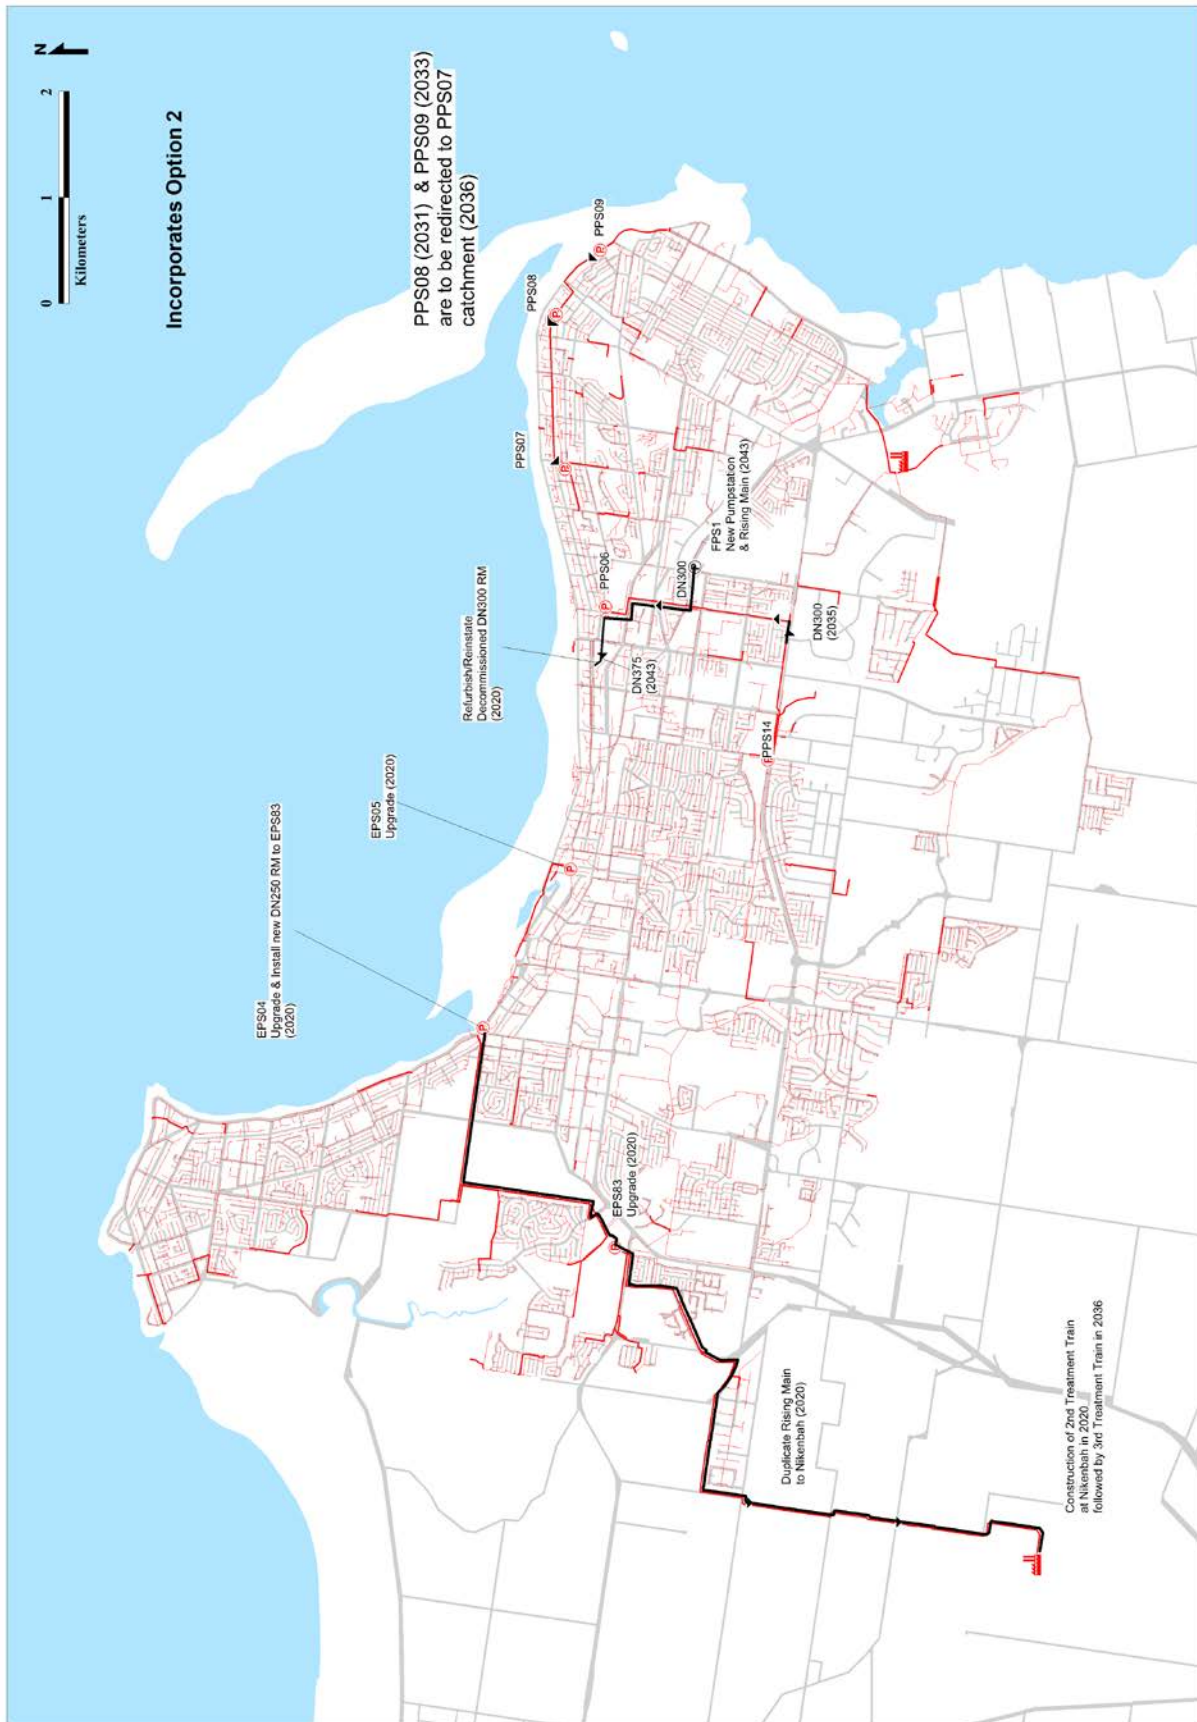 N
0 1 2
Kilometers
Incorporates Option 2
PPS08 (2031) & PPS09 (2033)
are to be redirected to PPS07
catchment (2036)
EPS04
Upgrade & Install new DN250 RM to EPS83
(2020)
EPS05
Upgrade (2020)
Refurbish/Reinstate
Decommissioned DN300 RM
(2020)
PPS07
PPS08
PPS09
P
P
P
PPS06
P
DN300
P
FPS1
New Pumpstation
& Rising Main (2043)
DN375
(2043)
DN300
(2035)
PPS14
P
P
EPS83
Upgrade (2020)
Duplicate Rising Main
to Nikenbah (2020)
Construction of 2nd Treatment Train
at Nikenbah in 2020
followed by 3rd Treatment Train in 2036